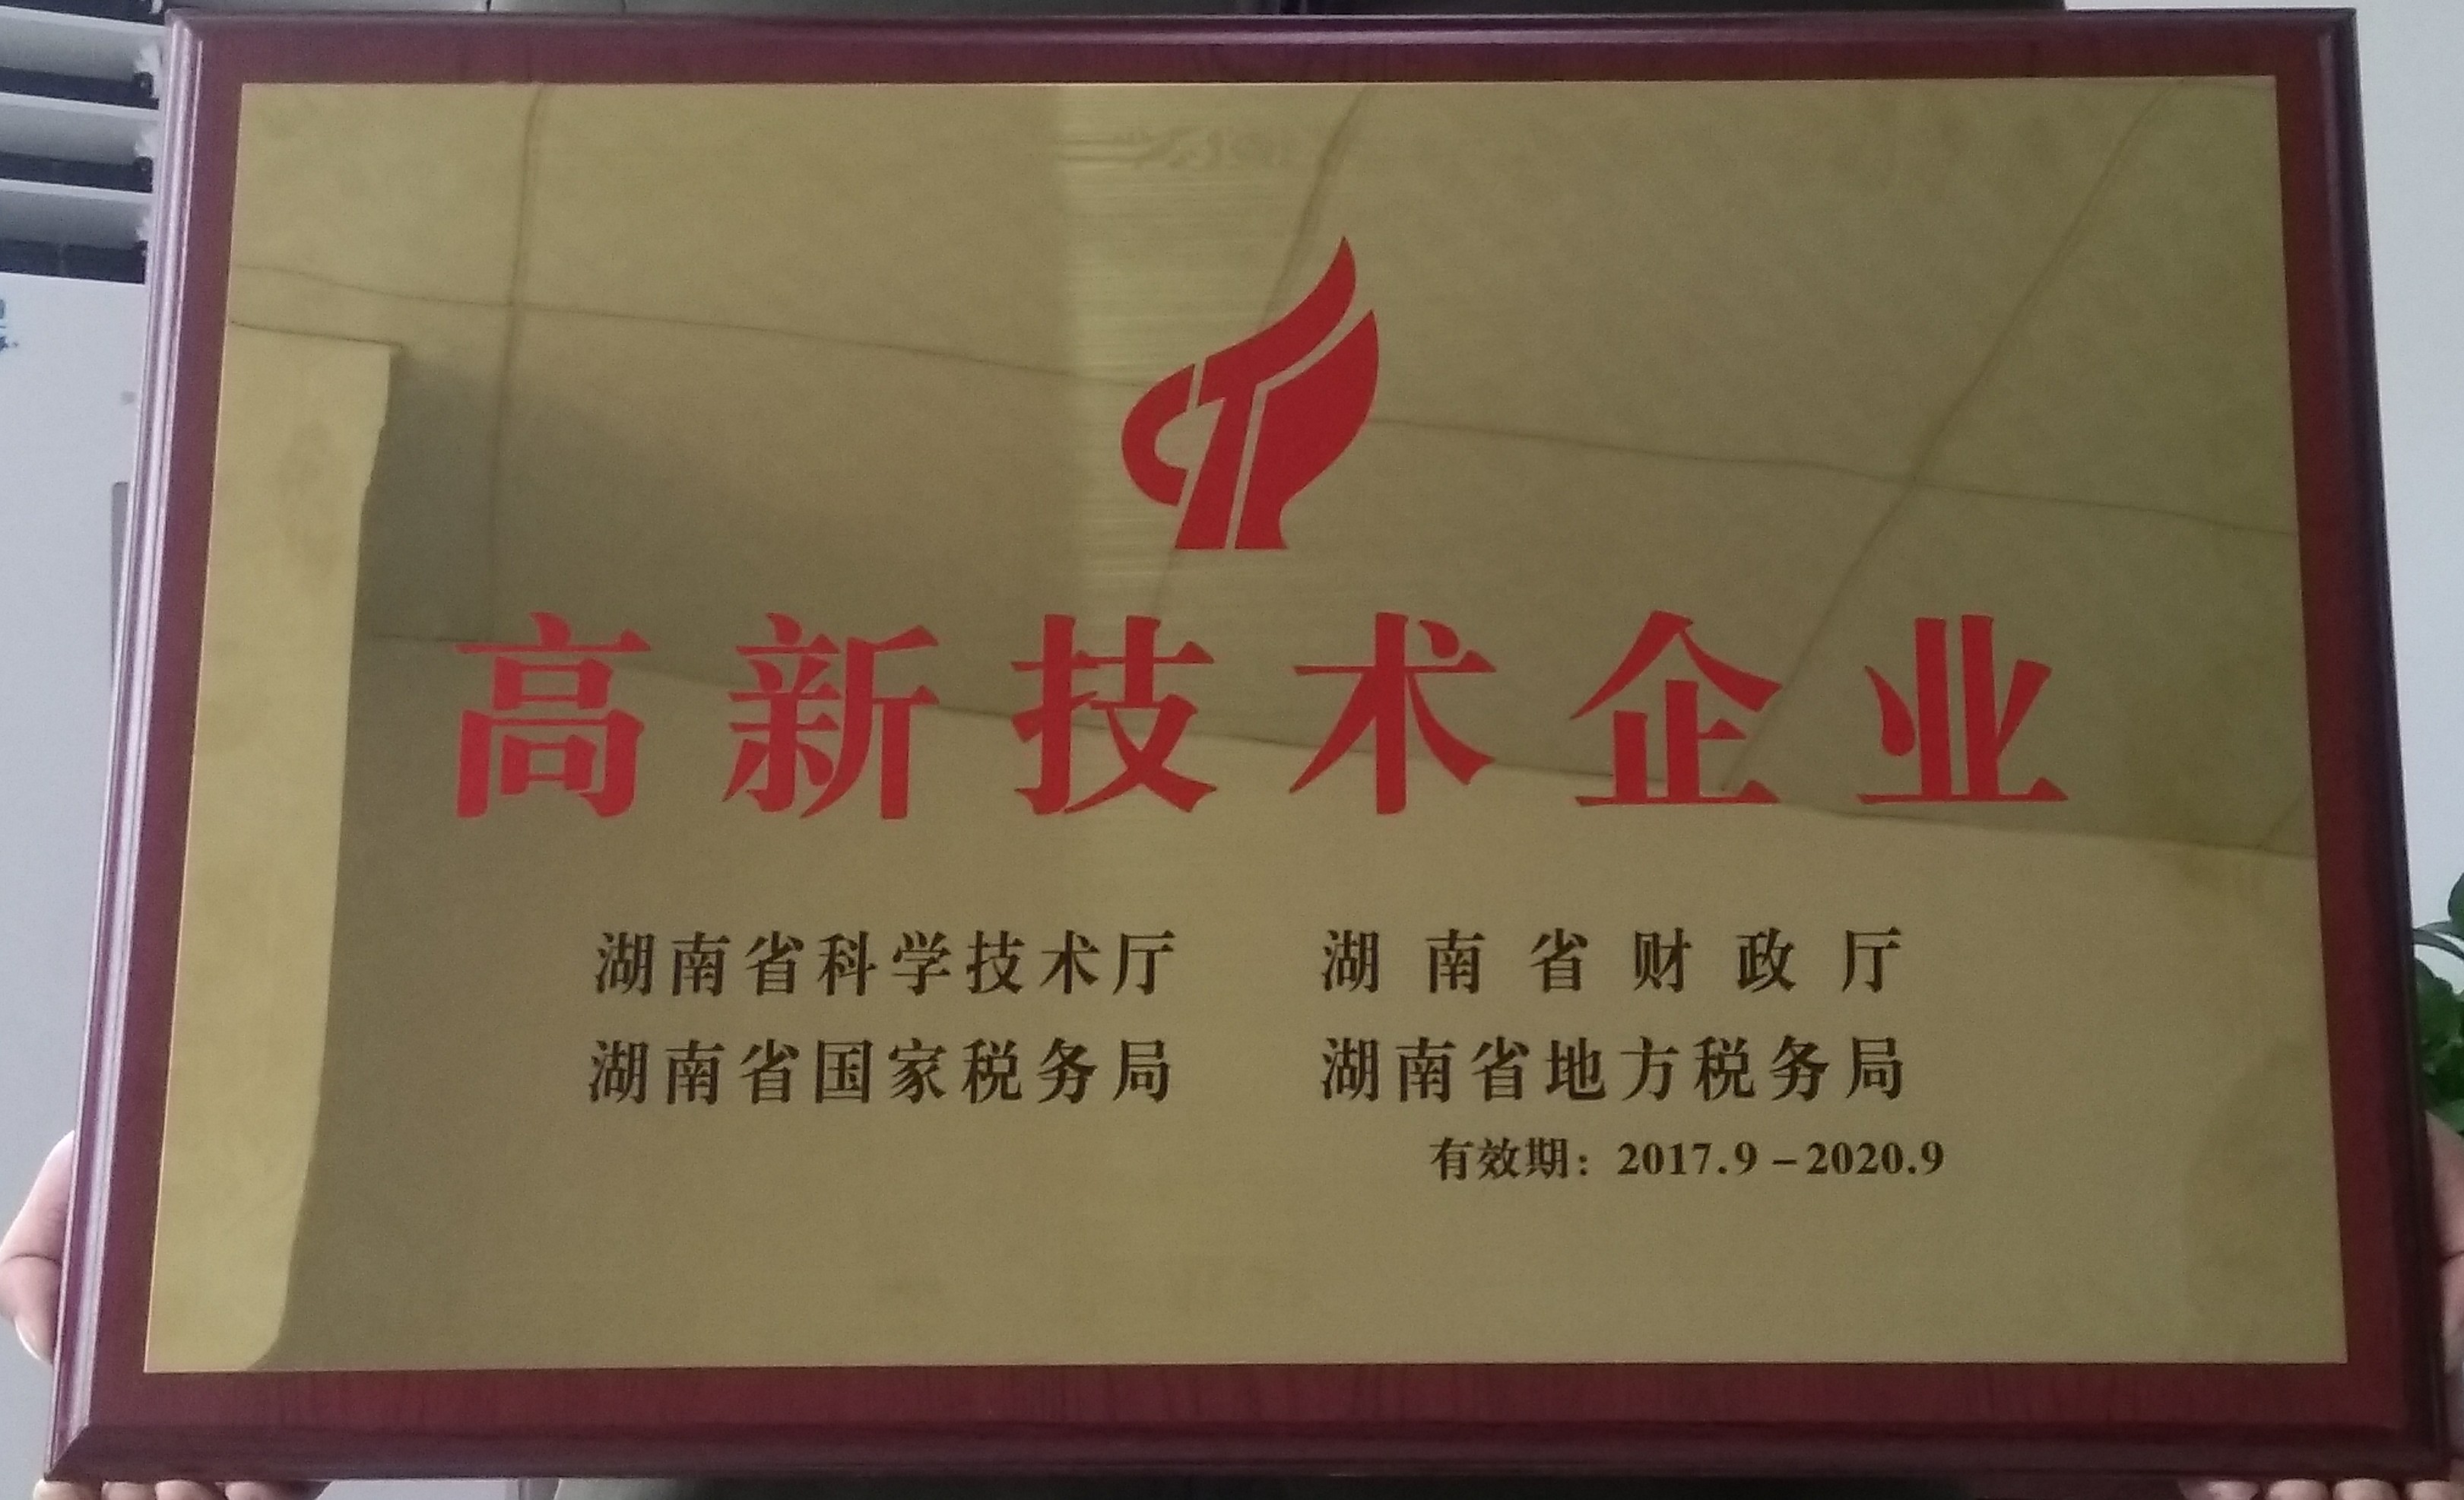 高新技术企业
湖南省科学技术厅 湖南省财政厅
湖南省国家税务局 湖南省地方税务局
有效期：2017.9－2020.9